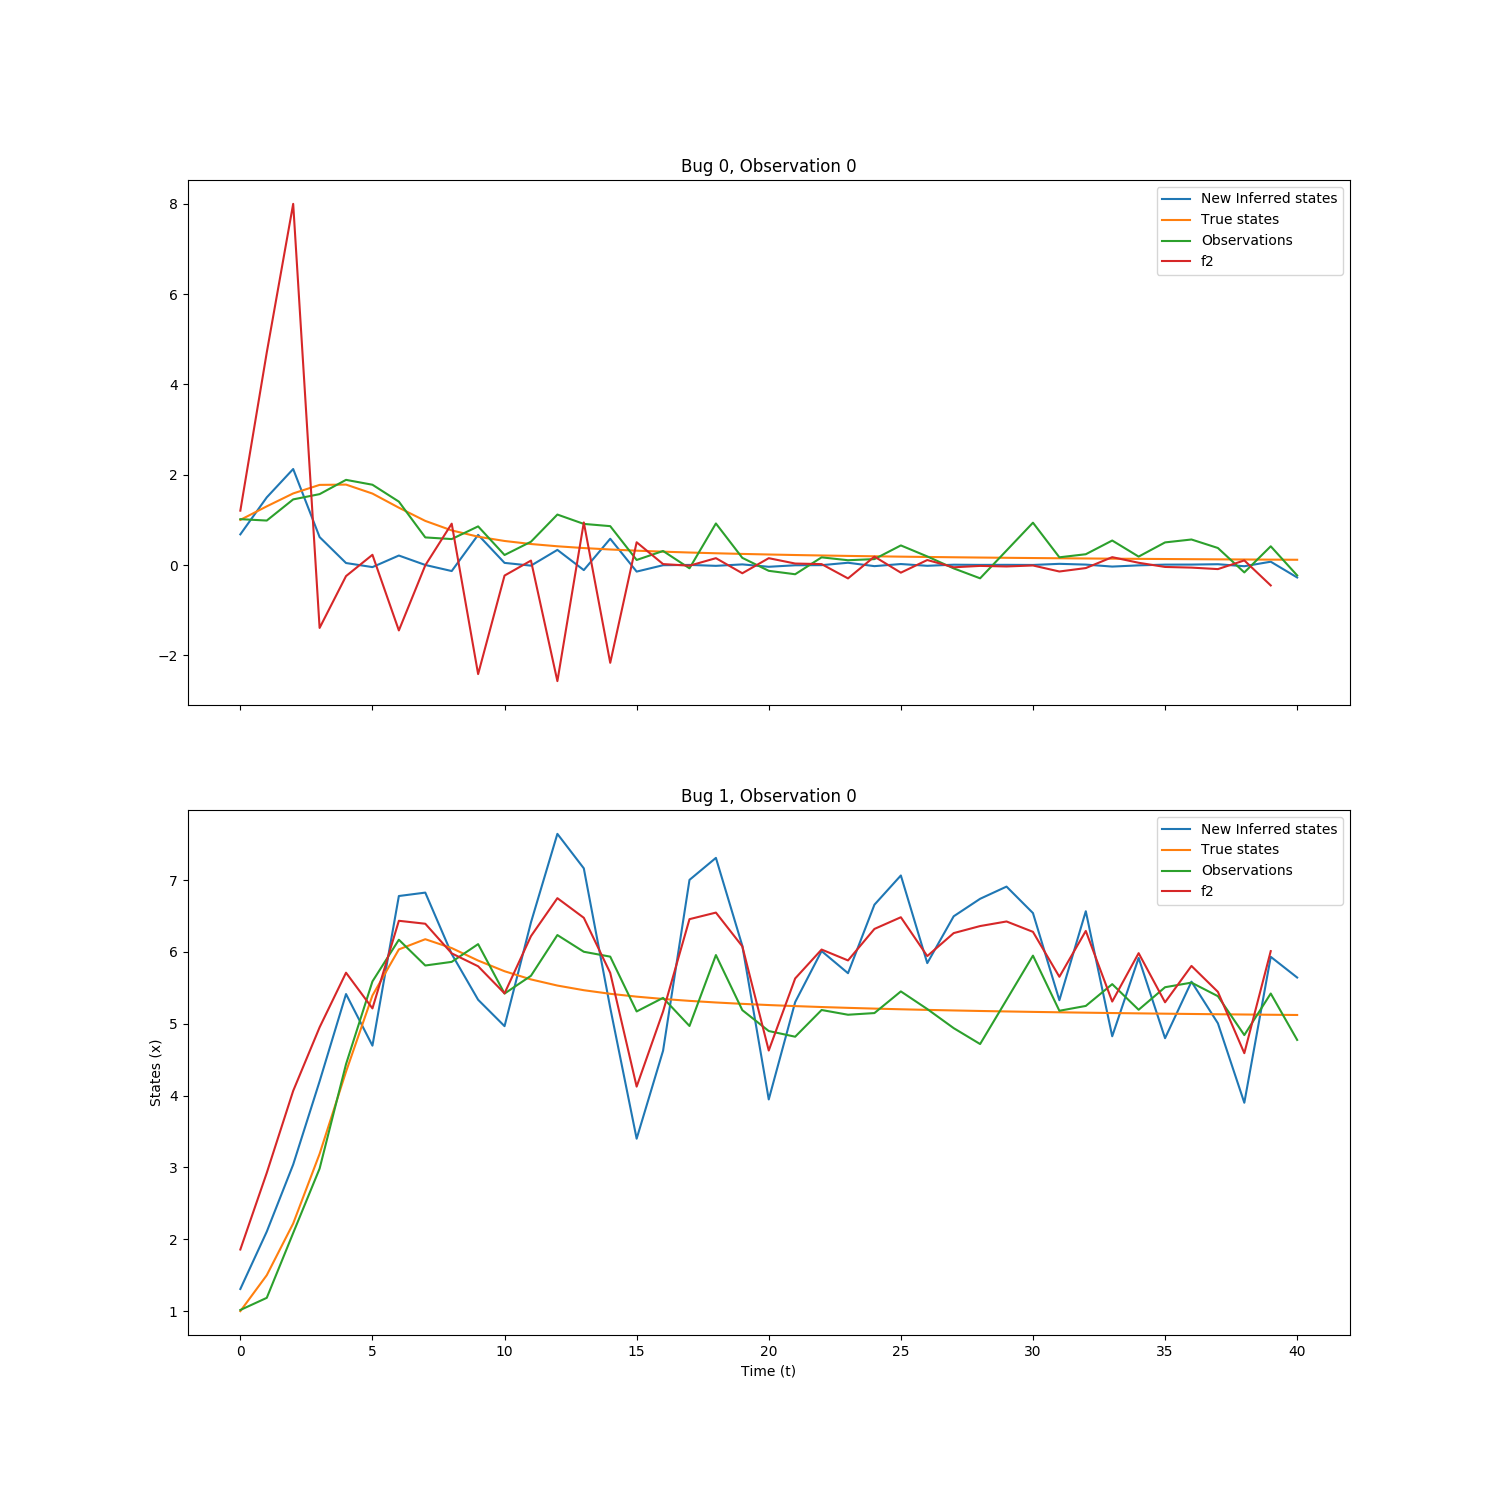 Bug 0, Observation 0
New Inferred states
True states
Observations
f2
8
6
4
2
0
−2
Bug 1, Observation 0
New Inferred states
True states
Observations
f2
7
6
5
4
3
2
1
States (x)
0 5 10 15 20 25 30 35 40
Time (t)